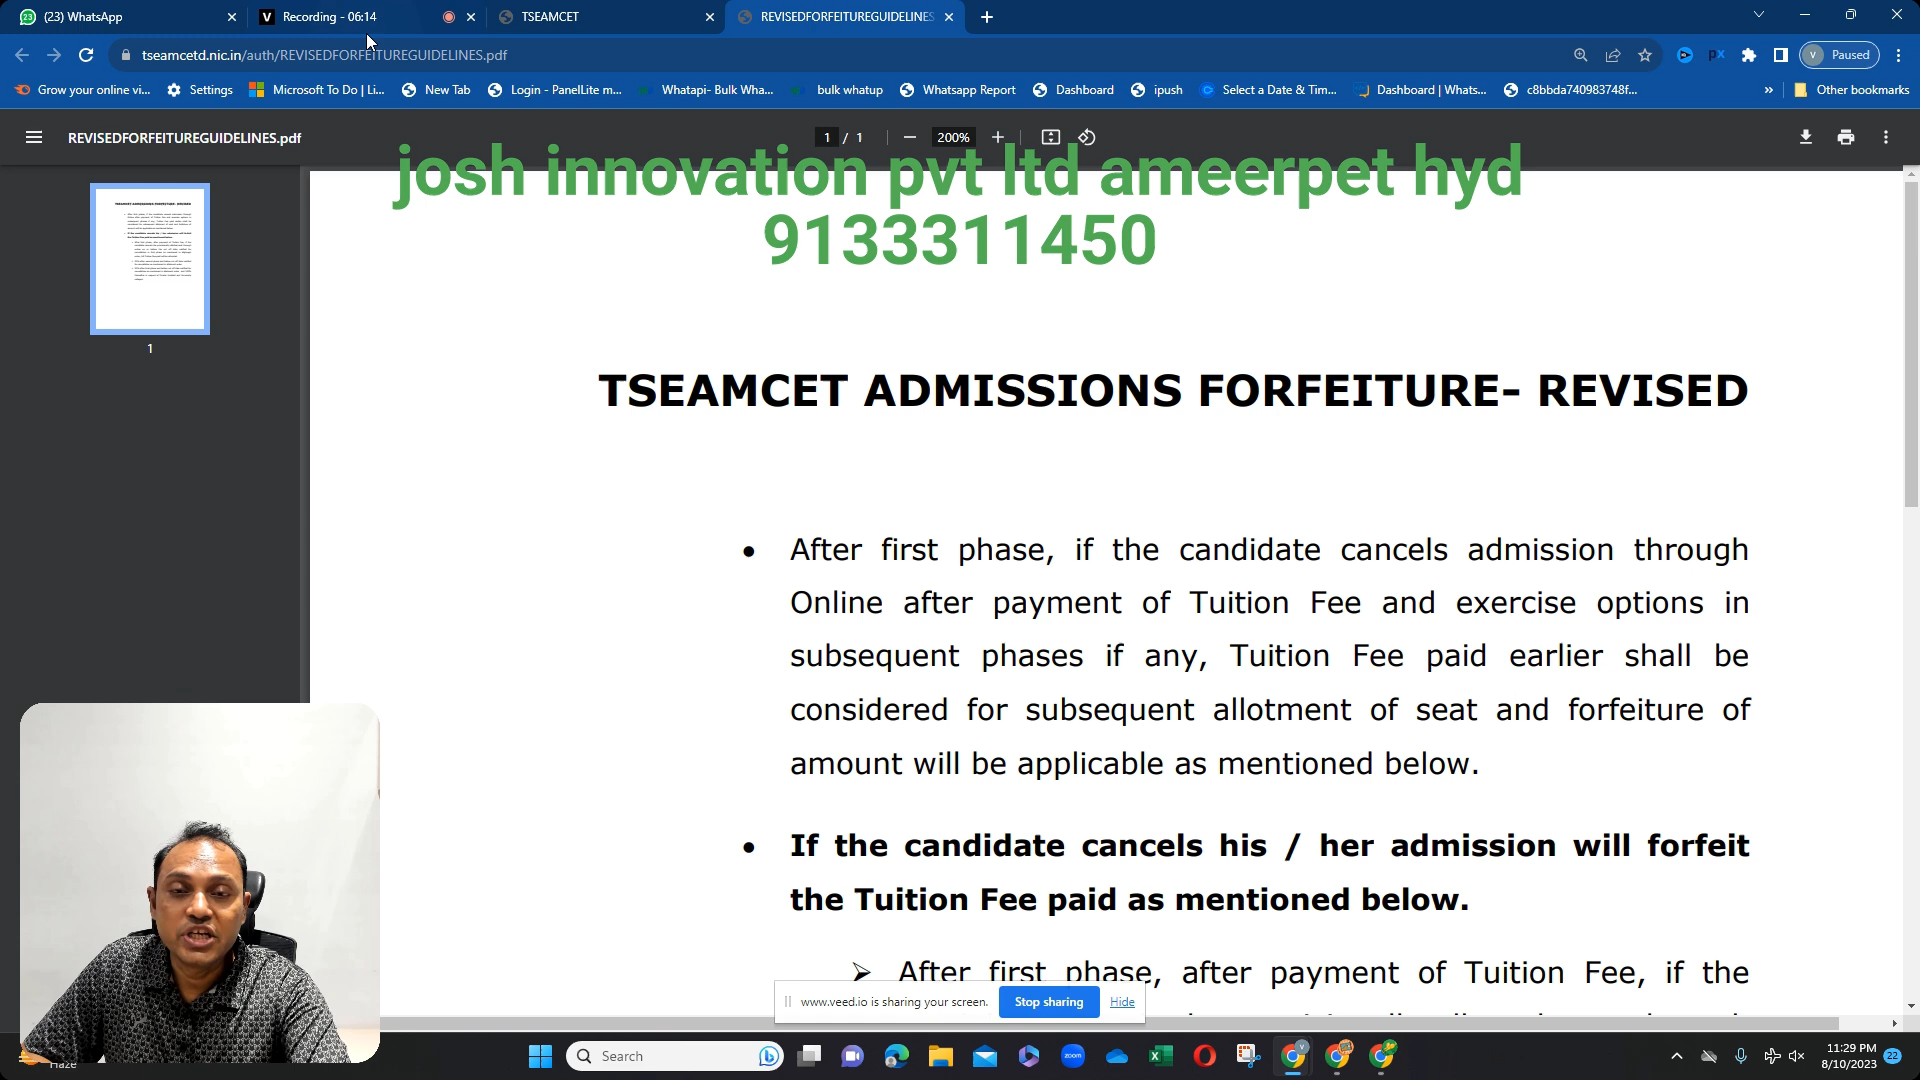 (23) WhatsApp
Recording - 06:14
TSEAMCET
REVISEDFORFEITUREGUIDELINES
tseamcetd.nic.in/auth/REVISEDFORFEITUREGUIDELINES.pdf
Paused
Grow your online vi...
Settings
Microsoft To Do | Li...
New Tab
Login - PanelLite m...
Whatapi- Bulk Wha...
bulk whatup
Whatsapp Report
Dashboard
ipush
Select a Date & Tim...
Dashboard | Whats...
c8bbda740983748f...
Other bookmarks
REVISEDFORFEITUREGUIDELINES.pdf
1 / 1
200%
josh innovation pvt ltd ameerpet hyd
9133311450
1
TSEAMCET ADMISSIONS FORFEITURE- REVISED
• After first phase, if the candidate cancels admission through
Online after payment of Tuition Fee and exercise options in
subsequent phases if any, Tuition Fee paid earlier shall be
considered for subsequent allotment of seat and forfeiture of
amount will be applicable as mentioned below.
• If the candidate cancels his / her admission will forfeit
the Tuition Fee paid as mentioned below.
➢ After first phase, after payment of Tuition Fee, if the
www.veed.io is sharing your screen.
Stop sharing
Hide
Haze
Search
zoom
11:29 PM
8/10/2023
22